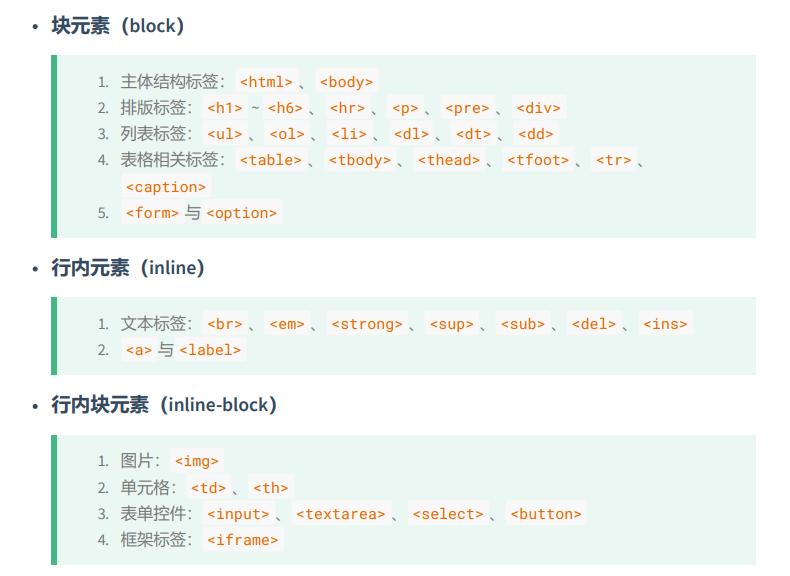 • 块元素（block）
1. 主体结构标签：<html>、<body>
2. 排版标签：<h1> ~ <h6>、<hr>、<p>、<pre>、<div>
3. 列表标签：<ul>、<ol>、<li>、<dl>、<dt>、<dd>
4. 表格相关标签：<table>、<tbody>、<thead>、<tfoot>、<tr>、
<caption>
5. <form> 与 <option>
• 行内元素（inline）
1. 文本标签：<br>、<em>、<strong>、<sup>、<sub>、<del>、<ins>
2. <a> 与 <label>
• 行内块元素（inline-block）
1. 图片：<img>
2. 单元格：<td>、<th>
3. 表单控件：<input>、<textarea>、<select>、<button>
4. 框架标签：<iframe>